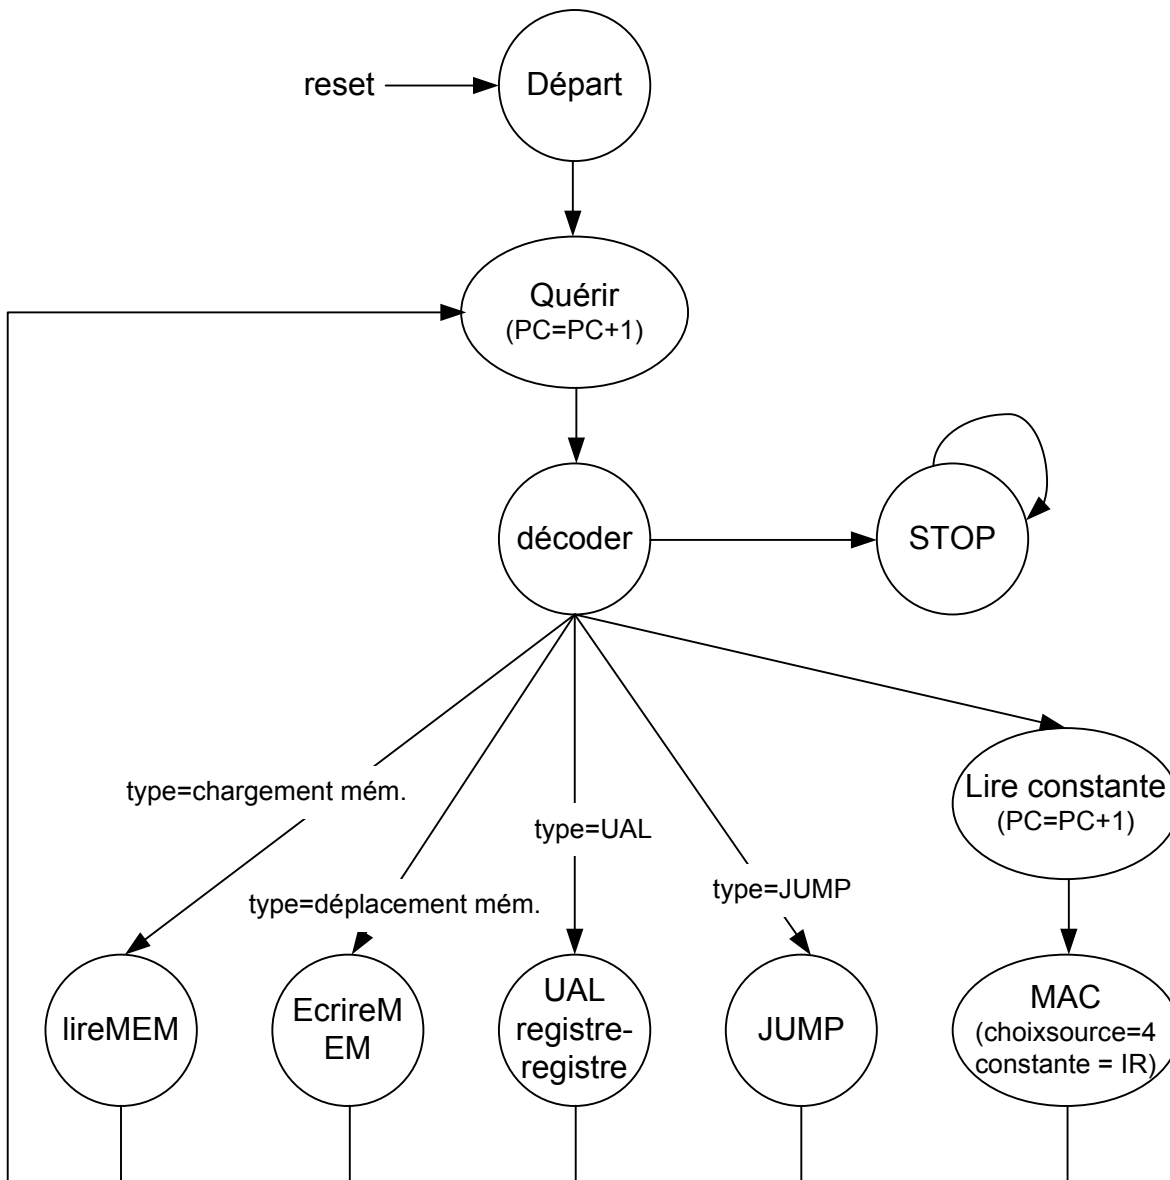 reset
Départ
Quérir
(PC=PC+1)
décoder
STOP
type=chargement mém.
type=déplacement mém.
type=UAL
type=JUMP
Lire constante
(PC=PC+1)
lireMEM
EcrireM
EM
UAL
registre-
registre
JUMP
MAC
(choixsource=4
constante = IR)